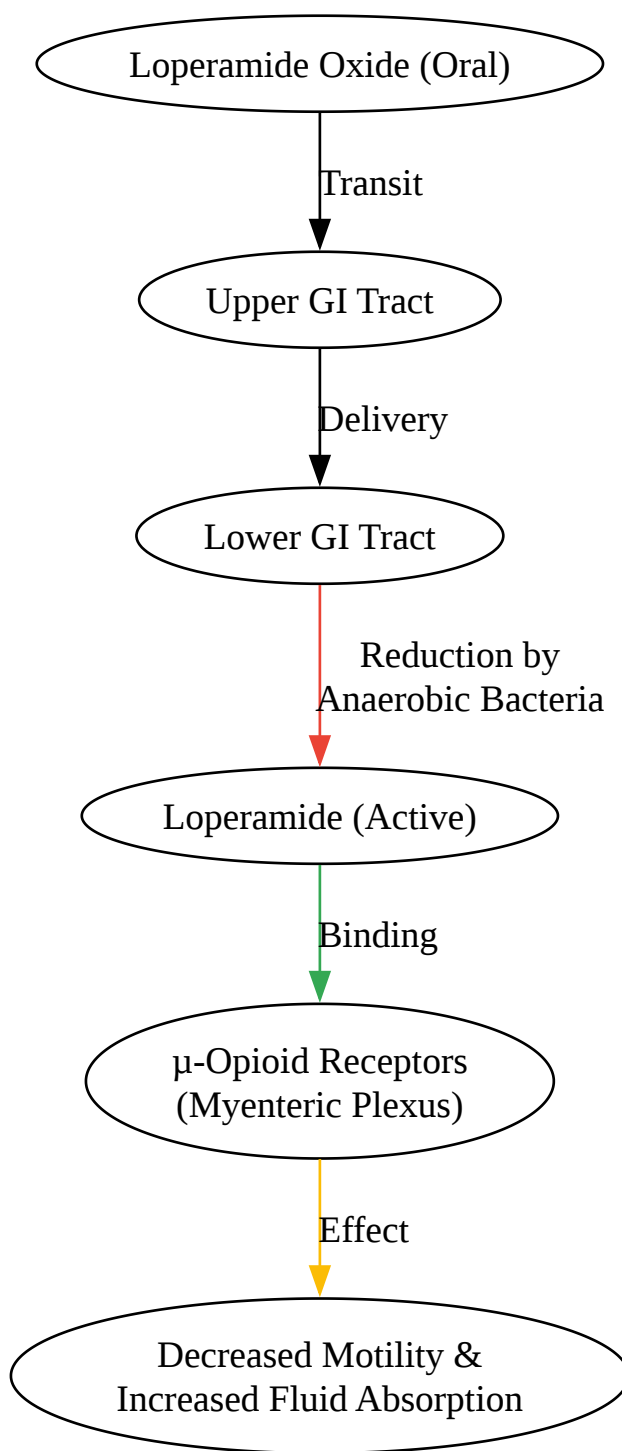 Loperamide Oxide (Oral)
Transit
Upper GI Tract
Delivery
Lower GI Tract
Reduction by
Anaerobic Bacteria
Loperamide (Active)
Binding
µ-Opioid Receptors
(Myenteric Plexus)
Effect
Decreased Motility &
Increased Fluid Absorption